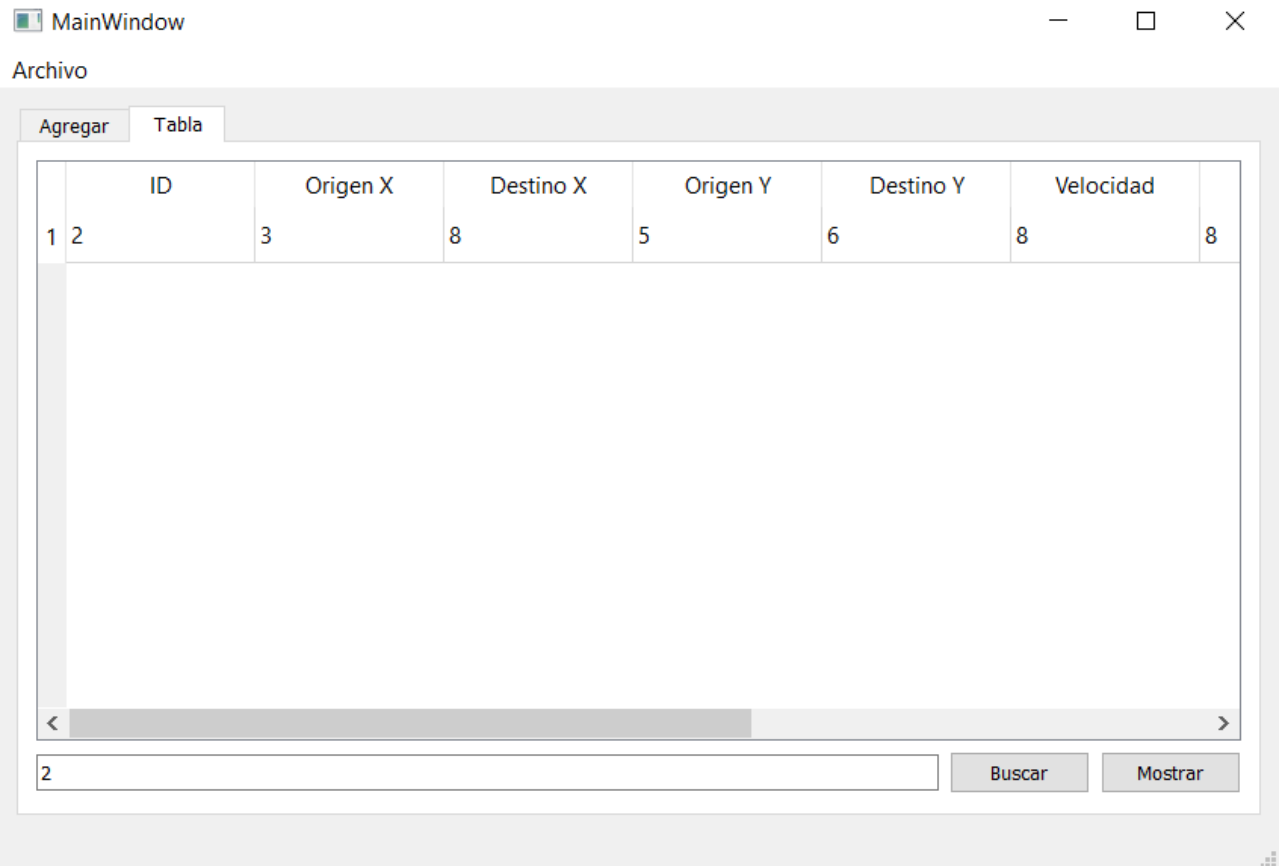 MainWindow
Archivo
Agregar Tabla
ID Origen X Destino X Origen Y Destino Y Velocidad
1 2 3 8 5 6 8 8
2 Buscar Mostrar